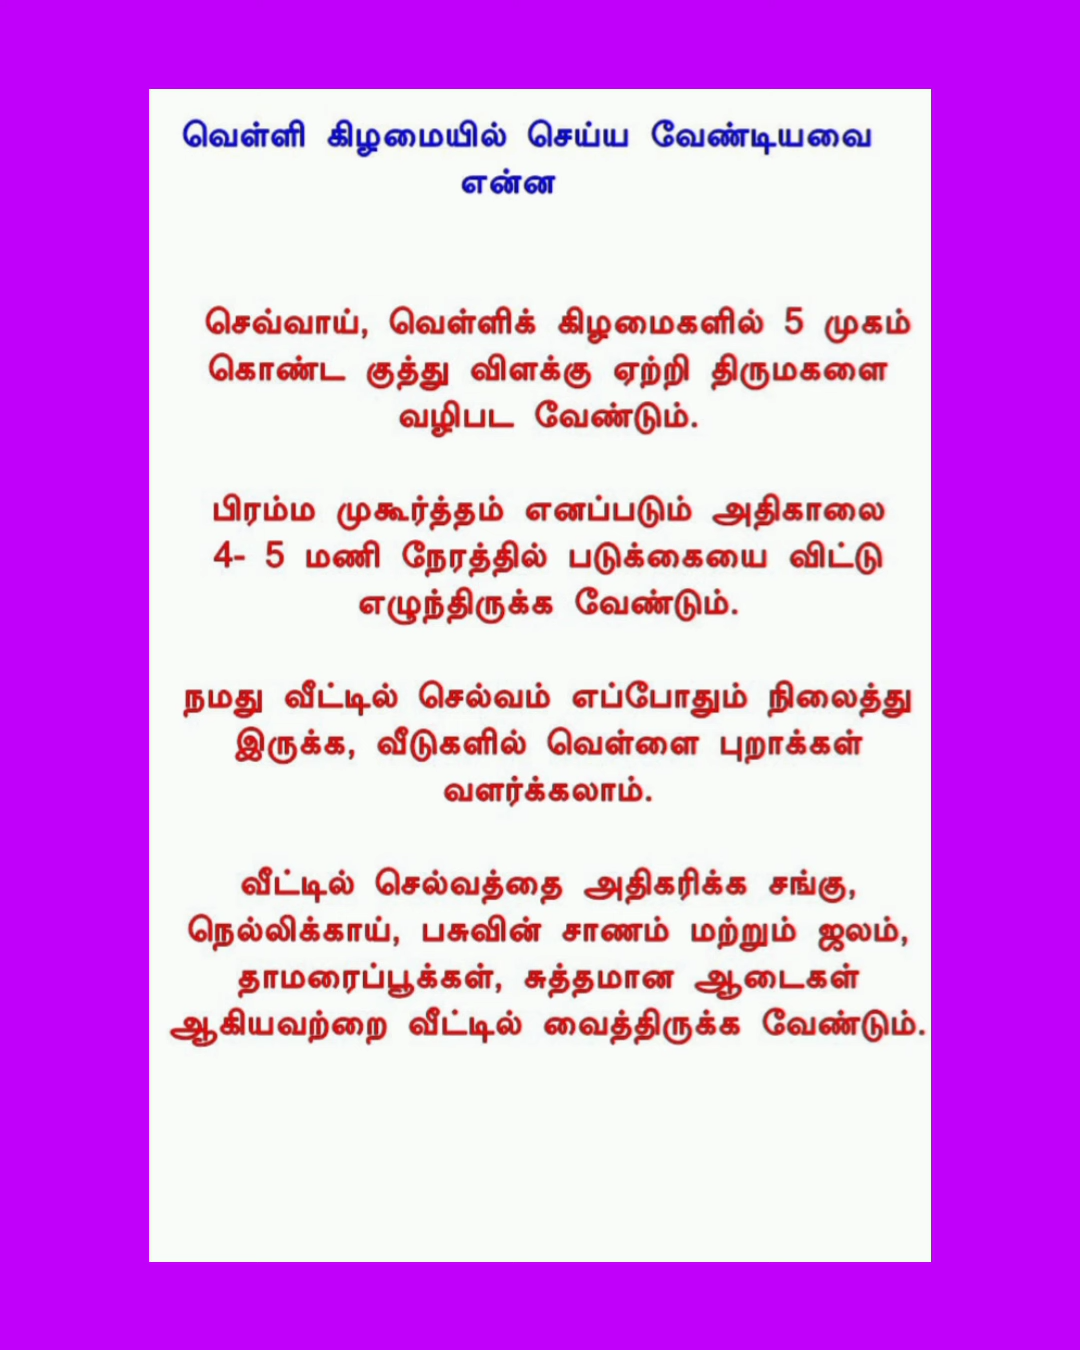 வெள்ளி கிழமையில் செய்ய வேண்டியவை
என்ன
செவ்வாய், வெள்ளிக் கிழமைகளில் 5 முகம்
கொண்ட குத்து விளக்கு ஏற்றி திருமகளை
வழிபட வேண்டும்.
பிரம்ம முகூர்த்தம் எனப்படும் அதிகாலை
4- 5 மணி நேரத்தில் படுக்கையை விட்டு
எழுந்திருக்க வேண்டும்.
நமது வீட்டில் செல்வம் எப்போதும் நிலைத்து
இருக்க, வீடுகளில் வெள்ளை புறாக்கள்
வளர்க்கலாம்.
வீட்டில் செல்வத்தை அதிகரிக்க சங்கு,
நெல்லிக்காய், பசுவின் சாணம் மற்றும் ஜலம்,
தாமரைப்பூக்கள், சுத்தமான ஆடைகள்
ஆகியவற்றை வீட்டில் வைத்திருக்க வேண்டும்.